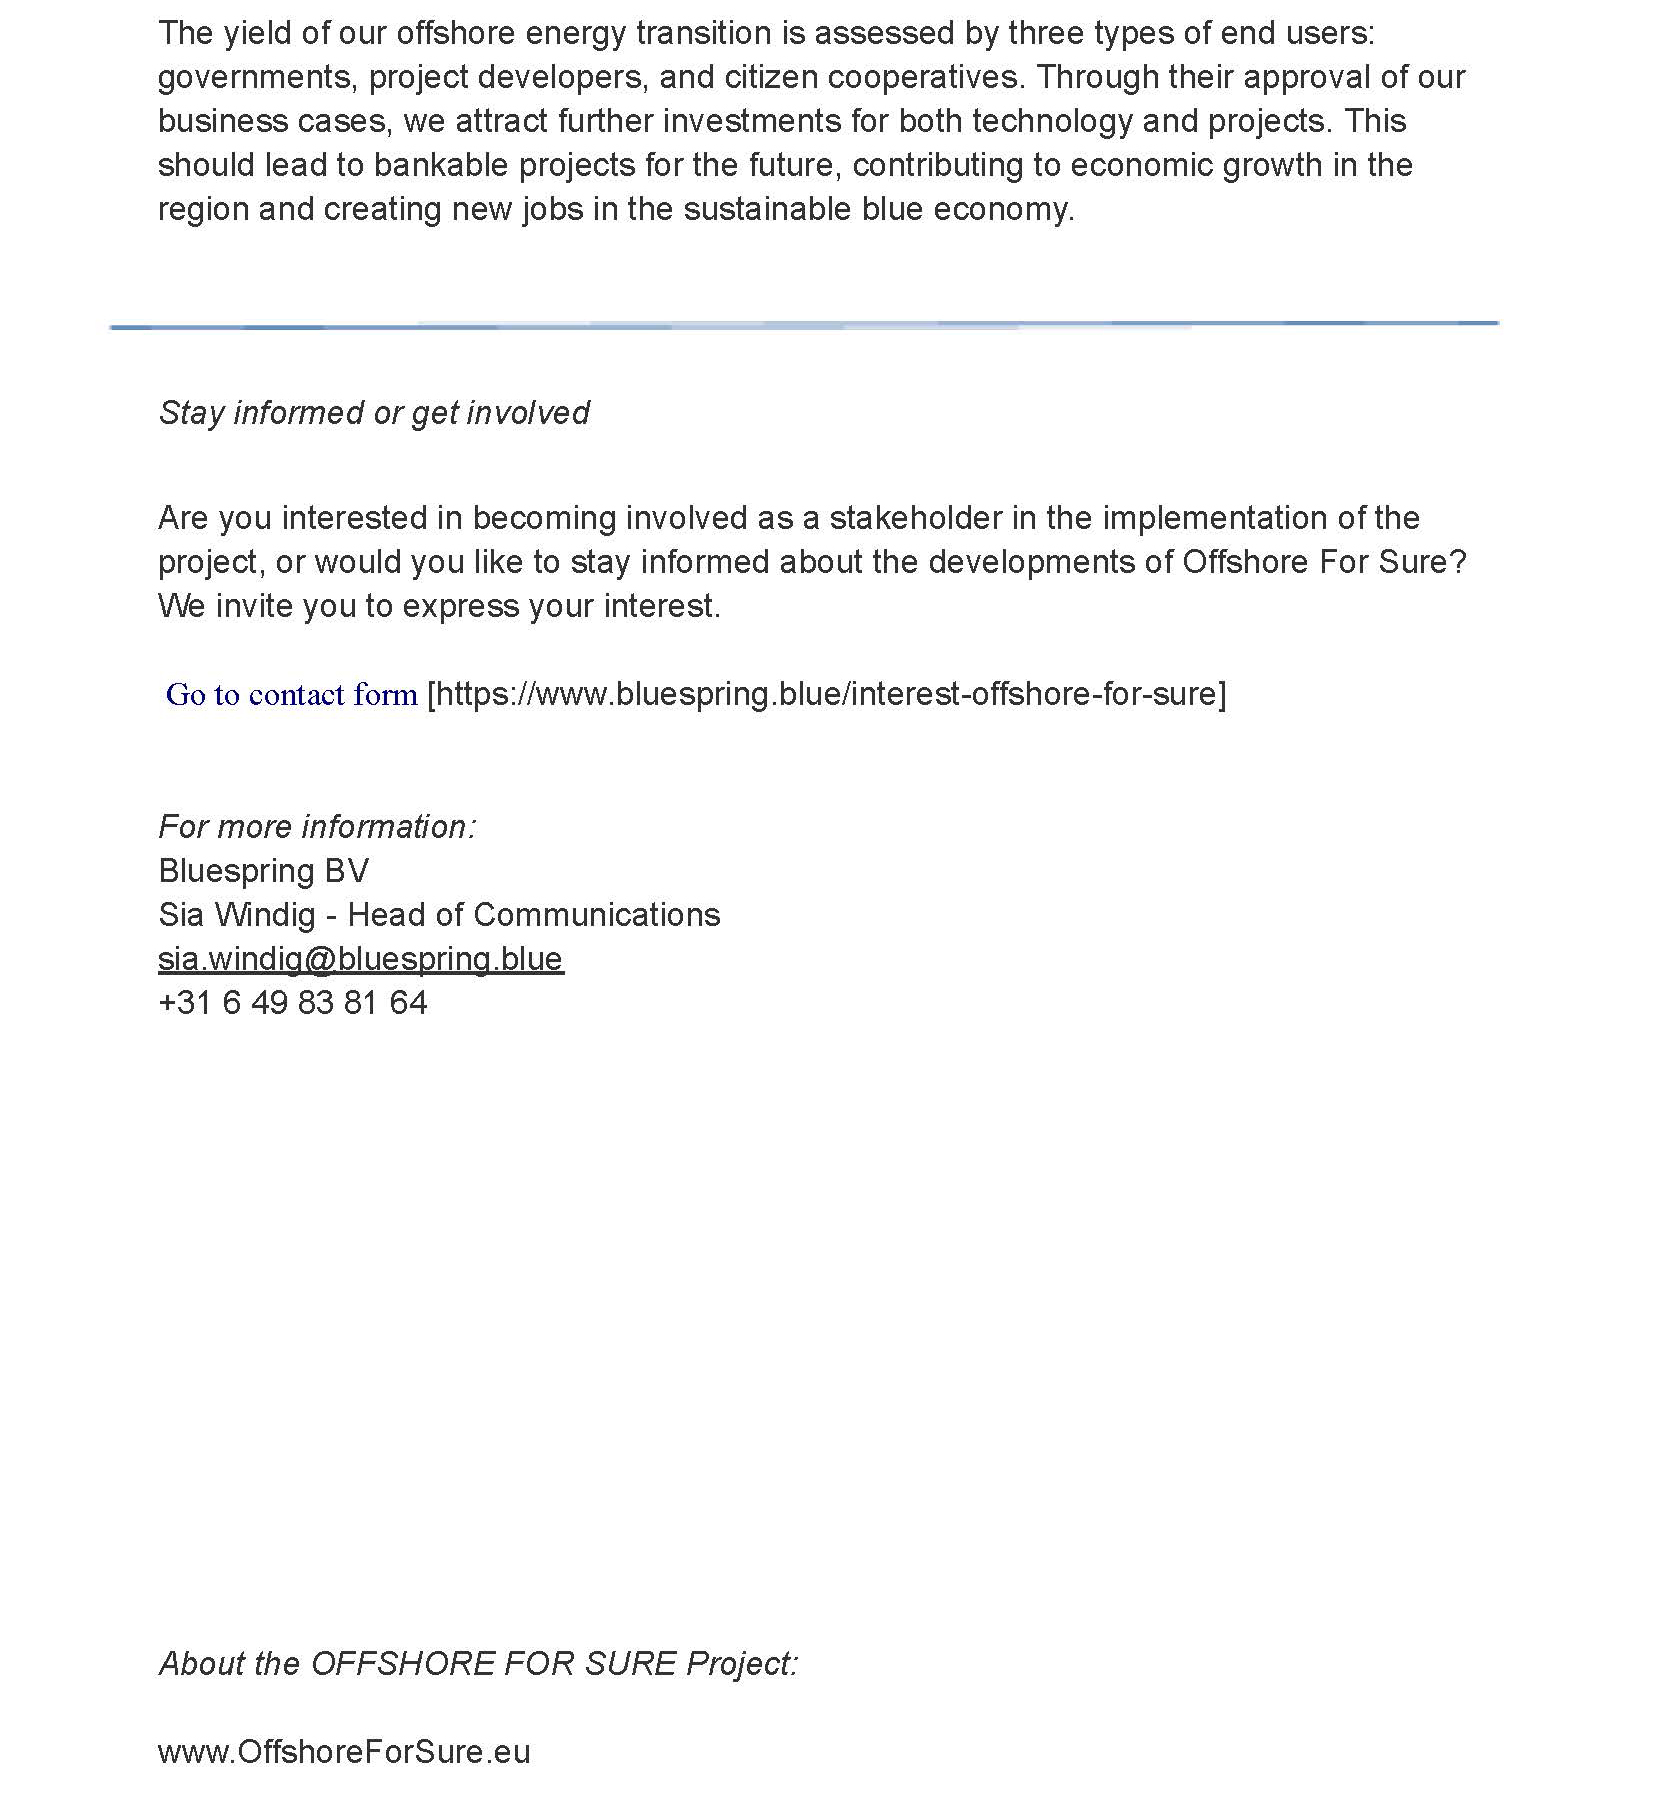 The yield of our offshore energy transition is assessed by three types of end users:
governments, project developers, and citizen cooperatives. Through their approval of our
business cases, we attract further investments for both technology and projects. This
should lead to bankable projects for the future, contributing to economic growth in the
region and creating new jobs in the sustainable blue economy.
Stay informed or get involved
Are you interested in becoming involved as a stakeholder in the implementation of the
project, or would you like to stay informed about the developments of Offshore For Sure?
We invite you to express your interest.
Go to contact form [https://www.bluespring.blue/interest-offshore-for-sure]
For more information:
Bluespring BV
Sia Windig - Head of Communications
sia.windig@bluespring.blue
+31 6 49 83 81 64
About the OFFSHORE FOR SURE Project:
www.OffshoreForSure.eu